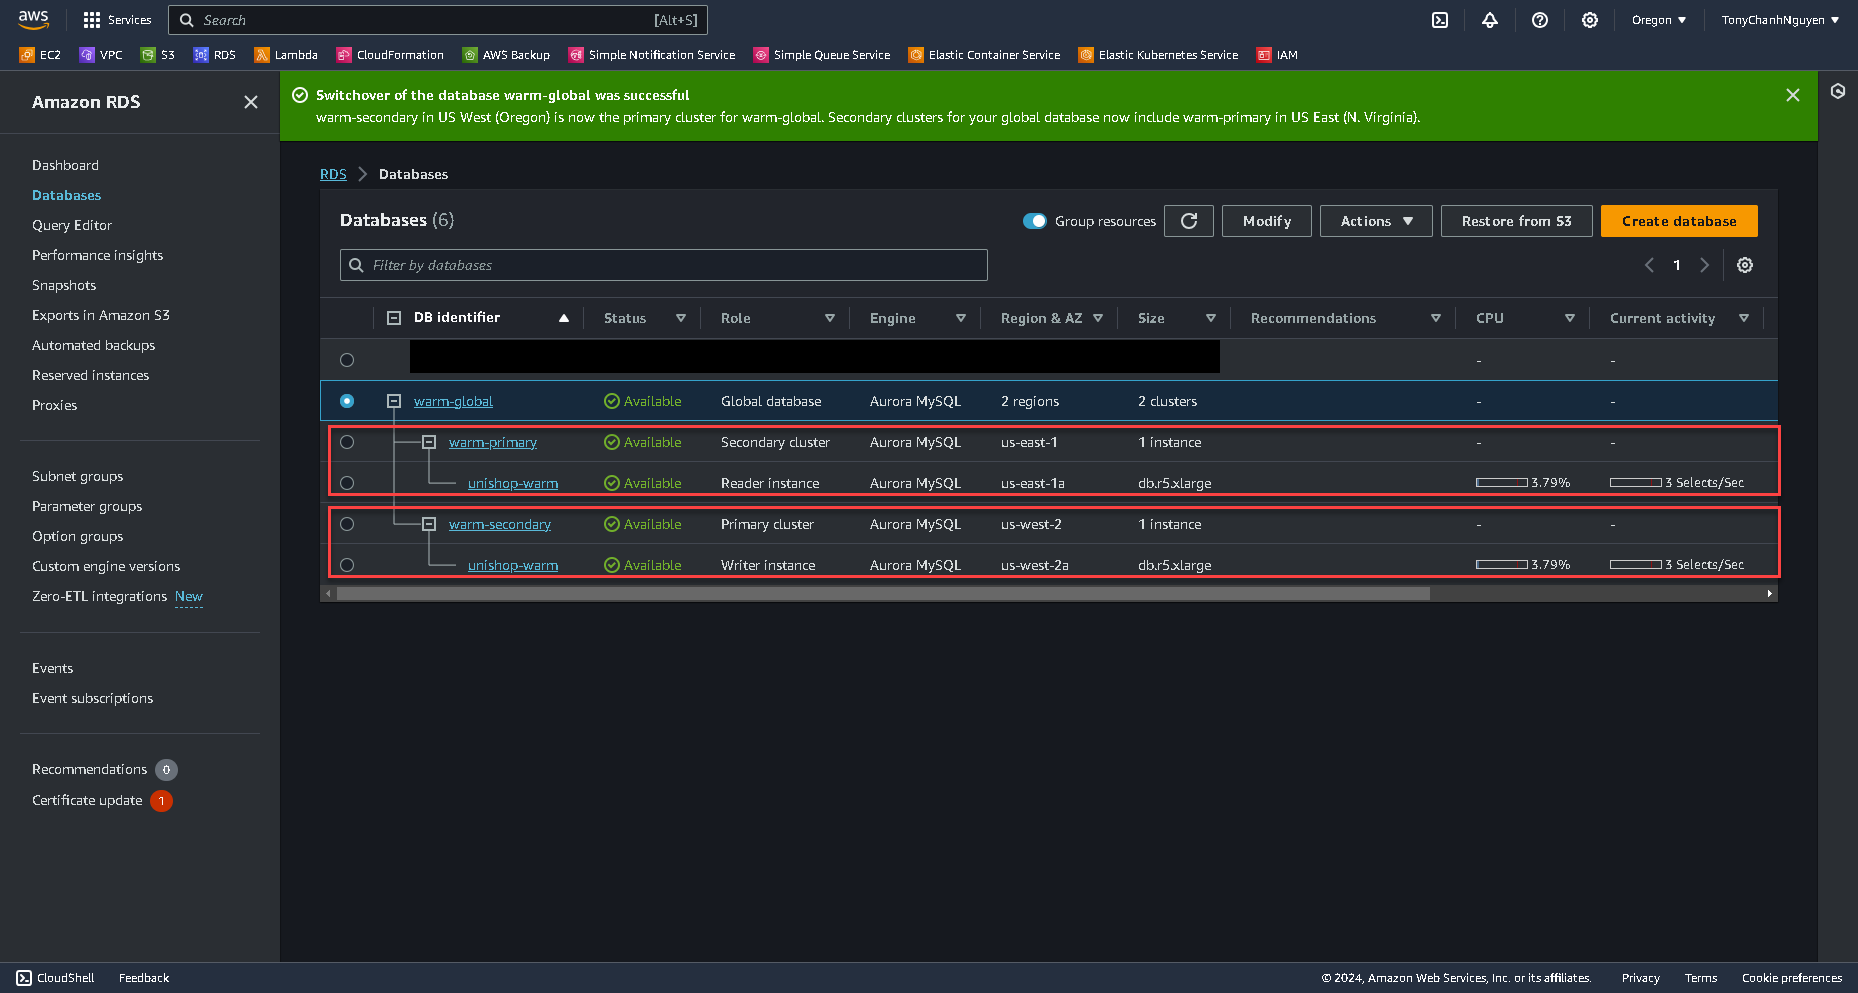 aws
Services
Search
[Alt+S]
Oregon
TonyChanhNguyen
EC2
VPC
S3
RDS
Lambda
CloudFormation
AWS Backup
Simple Notification Service
Simple Queue Service
Elastic Container Service
Elastic Kubernetes Service
IAM
Amazon RDS
Dashboard
Databases
Query Editor
Performance insights
Snapshots
Exports in Amazon S3
Automated backups
Reserved instances
Proxies
Subnet groups
Parameter groups
Option groups
Custom engine versions
Zero-ETL integrations New
Events
Event subscriptions
Recommendations 0
Certificate update 1
Switchover of the database warm-global was successful
warm-secondary in US West (Oregon) is now the primary cluster for warm-global. Secondary clusters for your global database now include warm-primary in US East (N. Virginia).
RDS > Databases
Databases (6)
Group resources
Modify
Actions
Restore from S3
Create database
Filter by databases
1
DB identifier Status Role Engine Region & AZ Size Recommendations CPU Current activity
- -
warm-global Available Global database Aurora MySQL 2 regions 2 clusters - -
warm-primary Available Secondary cluster Aurora MySQL us-east-1 1 instance - -
unishop-warm Available Reader instance Aurora MySQL us-east-1a db.r5.xlarge 3.79% 3 Selects/Sec
warm-secondary Available Primary cluster Aurora MySQL us-west-2 1 instance - -
unishop-warm Available Writer instance Aurora MySQL us-west-2a db.r5.xlarge 3.79% 3 Selects/Sec
CloudShell
Feedback
© 2024, Amazon Web Services, Inc. or its affiliates.
Privacy
Terms
Cookie preferences